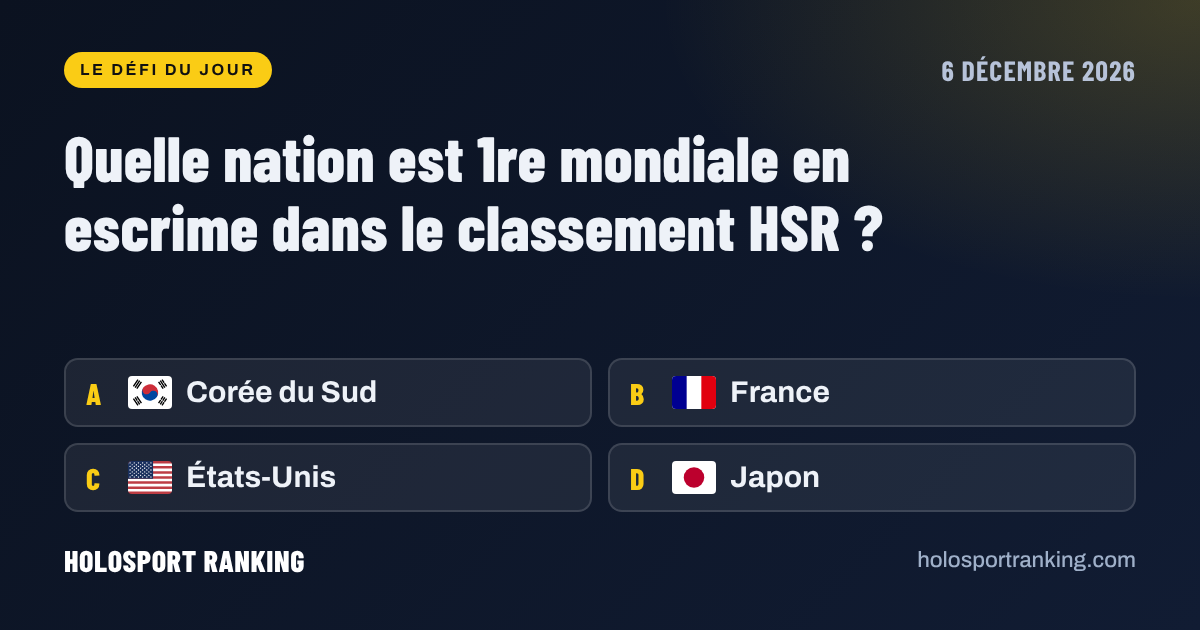 LE DÉFI DU JOUR
6 DÉCEMBRE 2026
Quelle nation est 1re mondiale en
escrime dans le classement HSR ?
A Corée du Sud
B France
C États-Unis
D Japon
HOLOSPORT RANKING
holosportranking.com